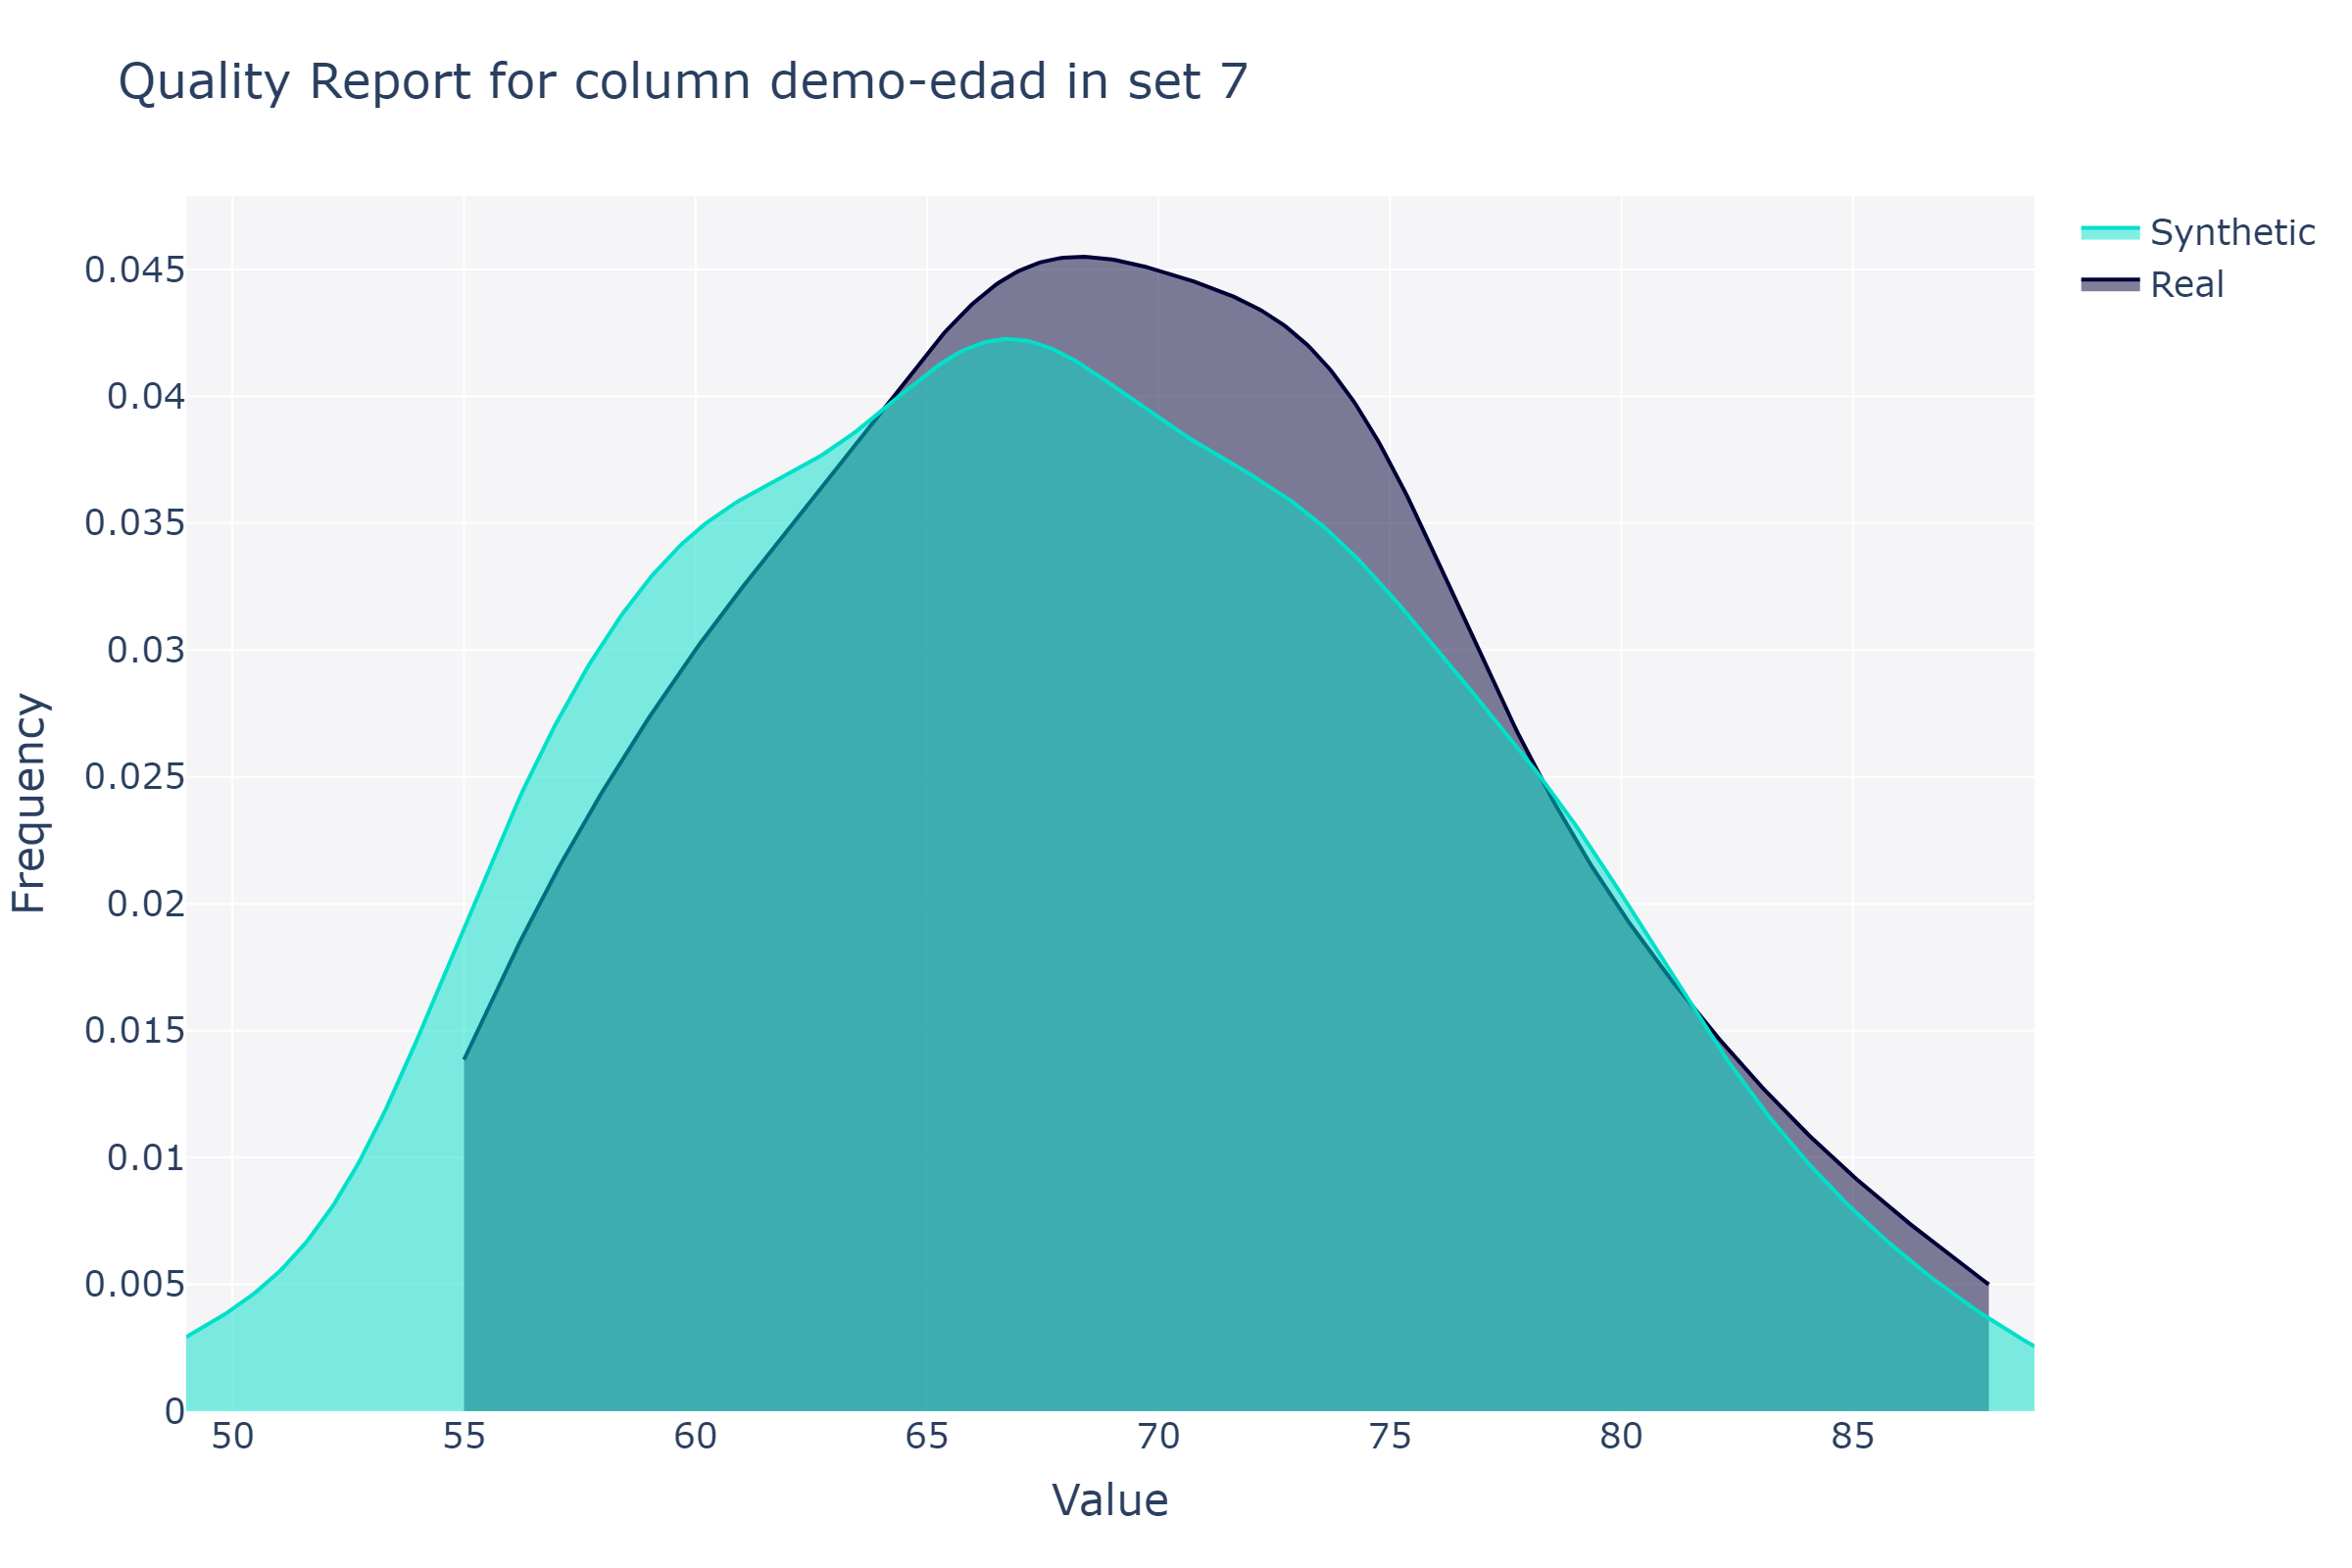 Quality Report for column demo-edad in set 7
Synthetic
Real
0.045
0.04
0.035
0.03
0.025
0.02
0.015
0.01
0.005
0
50 55 60 65 70 75 80 85
Value
Frequency